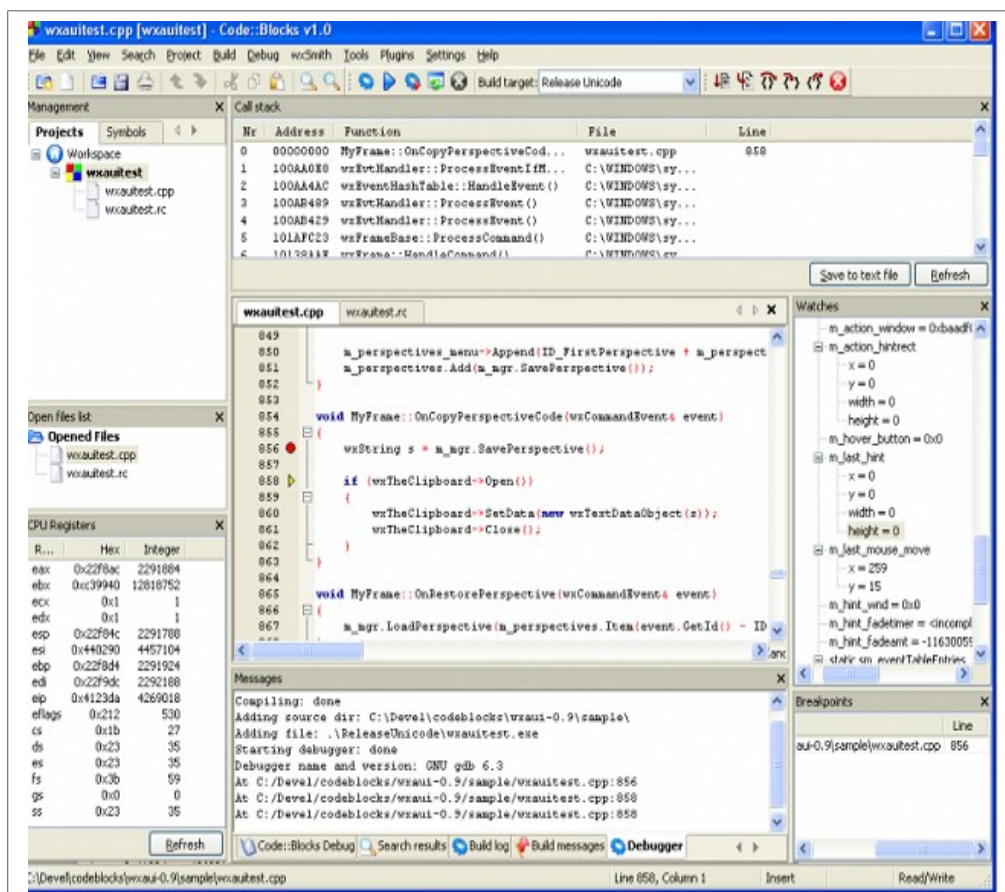 wxauitest.cpp [wxauitest] - Code::Blocks v1.0
File Edit View Search Project Build Debug wxSmith Tools Plugins Settings Help
Build target: Release Unicode
Management
Projects Symbols
Workspace
wxauitest
wxauitest.cpp
wxauitest.rc
Open files list
Opened Files
wxauitest.cpp
wxauitest.rc
CPU Registers
R... Hex Integer
eax 0x22f8ac 2291884
ebx 0xc39940 12818752
ecx 0x1 1
edx 0x1 1
esp 0x22f84c 2291788
esi 0x440290 4457104
ebp 0x22f8d4 2291924
edi 0x22f9dc 2292188
eip 0x4123da 4269018
eflags 0x212 530
cs 0x1b 27
ds 0x23 35
es 0x23 35
fs 0x3b 59
gs 0x0 0
ss 0x23 35
Refresh
Call stack
Nr Address Function File Line
0 00000000 MyFrame::OnCopyPerspectiveCod... wxauitest.cpp 858
1 100AA0E8 wxEvtHandler::ProcessEventIfM... C:\WINDOWS\sy...
2 100AA4AC wxEventHashTable::HandleEvent() C:\WINDOWS\sy...
3 100AB489 wxEvtHandler::ProcessEvent() C:\WINDOWS\sy...
4 100AB429 wxEvtHandler::ProcessEvent() C:\WINDOWS\sy...
5 101AFC23 wxFrameBase::ProcessCommand() C:\WINDOWS\sy...
Save to text file Refresh
wxauitest.cpp wxauitest.rc
849
850 m_perspectives_menu->Append(ID_FirstPerspective + m_perspect
851 m_perspectives.Add(m_mgr.SavePerspective());
852 }
853
854 void MyFrame::OnCopyPerspectiveCode(wxCommandEvent& event)
855 {
856 wxString s = m_mgr.SavePerspective();
857
858 if (wxTheClipboard->Open())
859 {
860 wxTheClipboard->SetData(new wxTextDataObject(s));
861 wxTheClipboard->Close();
862 }
863 }
864
865 void MyFrame::OnRestorePerspective(wxCommandEvent& event)
866 {
867 m_mgr.LoadPerspective(m_perspectives.Item(event.GetId() - ID
Watches
m_action_window = 0xbaadf(
m_action_hintrect
x = 0
y = 0
width = 0
height = 0
m_hover_button = 0x0
m_last_hint
x = 0
y = 0
width = 0
height = 0
m_last_mouse_move
x = 259
y = 15
m_hint_wnd = 0x0
m_hint_fadetimer = <incompl
m_hint_fadeamt = -11630055
static sm_eventTableEntries
Messages
Compiling: done
Adding source dir: C:\Devel\codeblocks\wxaui-0.9\sample\
Adding file: .\ReleaseUnicode\wxauitest.exe
Starting debugger: done
Debugger name and version: GNU gdb 6.3
At C:/Devel/codeblocks/wxaui-0.9/sample/wxauitest.cpp:856
At C:/Devel/codeblocks/wxaui-0.9/sample/wxauitest.cpp:858
At C:/Devel/codeblocks/wxaui-0.9/sample/wxauitest.cpp:858
Code::Blocks Debug Search results Build log Build messages Debugger
Breakpoints
Line
aui-0.9\sample\wxauitest.cpp 856
C:\Devel\codeblocks\wxaui-0.9\sample\wxauitest.cpp Line 858, Column 1 Insert Read/Write